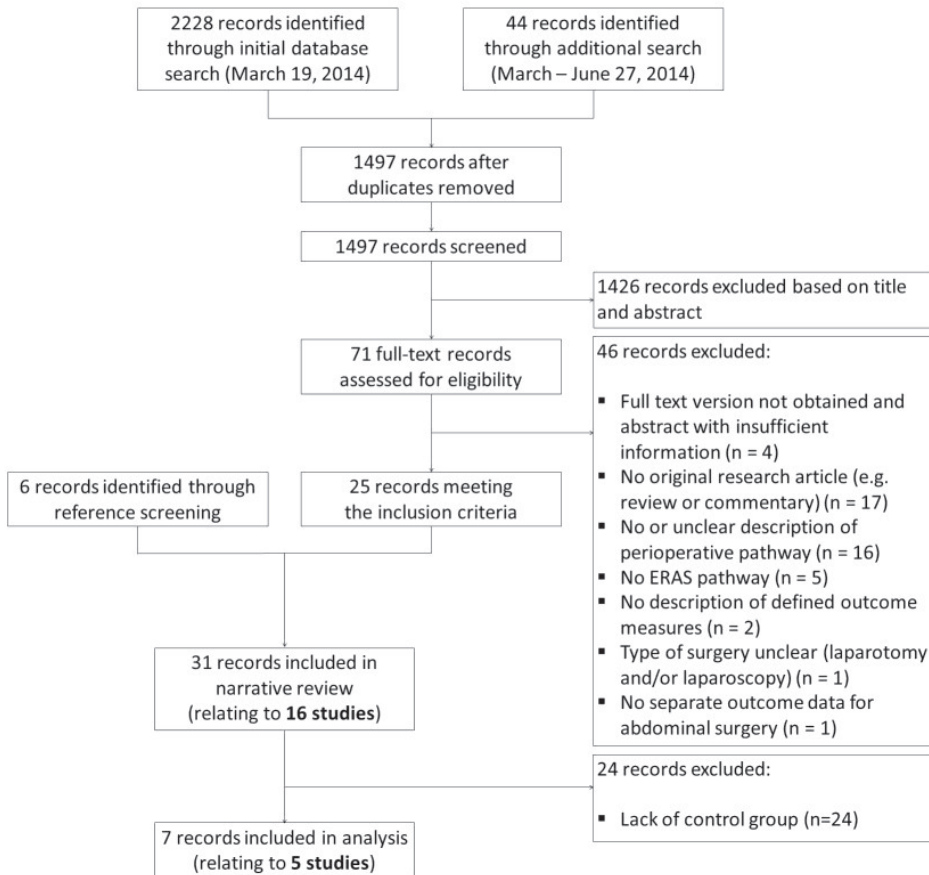 2228 records identified
through initial database
search (March 19, 2014)
44 records identified
through additional search
(March – June 27, 2014)
1497 records after
duplicates removed
1497 records screened
1426 records excluded based on title
and abstract
71 full-text records
assessed for eligibility
46 records excluded:
▪ Full text version not obtained and
abstract with insufficient
information (n = 4)
▪ No original research article (e.g.
review or commentary) (n = 17)
▪ No or unclear description of
perioperative pathway (n = 16)
▪ No ERAS pathway (n = 5)
▪ No description of defined outcome
measures (n = 2)
▪ Type of surgery unclear (laparotomy
and/or laparoscopy) (n = 1)
▪ No separate outcome data for
abdominal surgery (n = 1)
6 records identified through
reference screening
25 records meeting
the inclusion criteria
31 records included in
narrative review
(relating to 16 studies)
24 records excluded:
▪ Lack of control group (n=24)
7 records included in analysis
(relating to 5 studies)